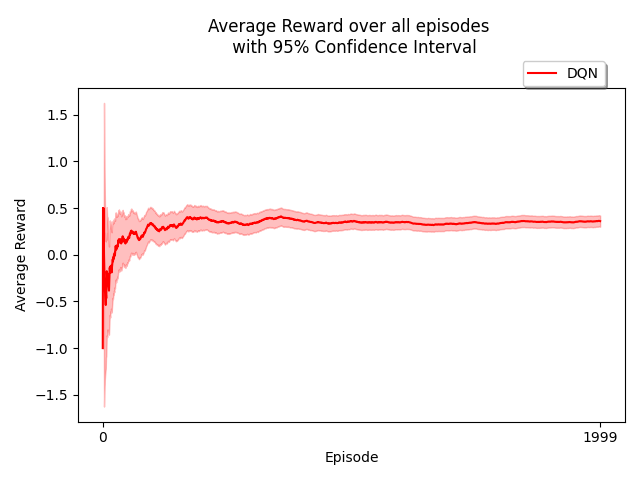 Average Reward over all episodes
with 95% Confidence Interval
DQN
Average Reward
1.5
1.0
0.5
0.0
−0.5
−1.0
−1.5
0
1999
Episode